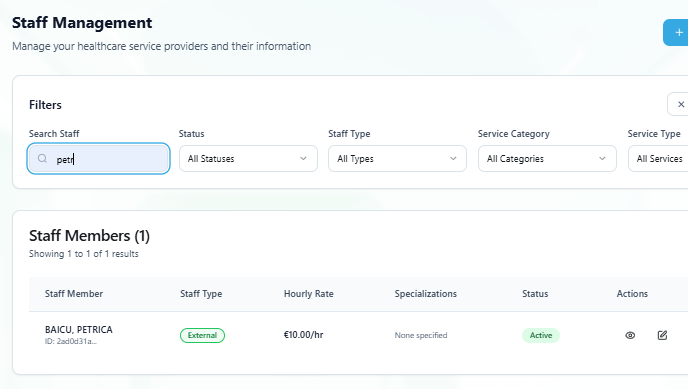 Staff Management
Manage your healthcare service providers and their information
+
Filters
×
Search Staff Status Staff Type Service Category Service Type
petr All Statuses All Types All Categories All Services
Staff Members (1)
Showing 1 to 1 of 1 results
Staff Member Staff Type Hourly Rate Specializations Status Actions
BAICU, PETRICA External €10.00/hr None specified Active
ID: 2ad0d31a...